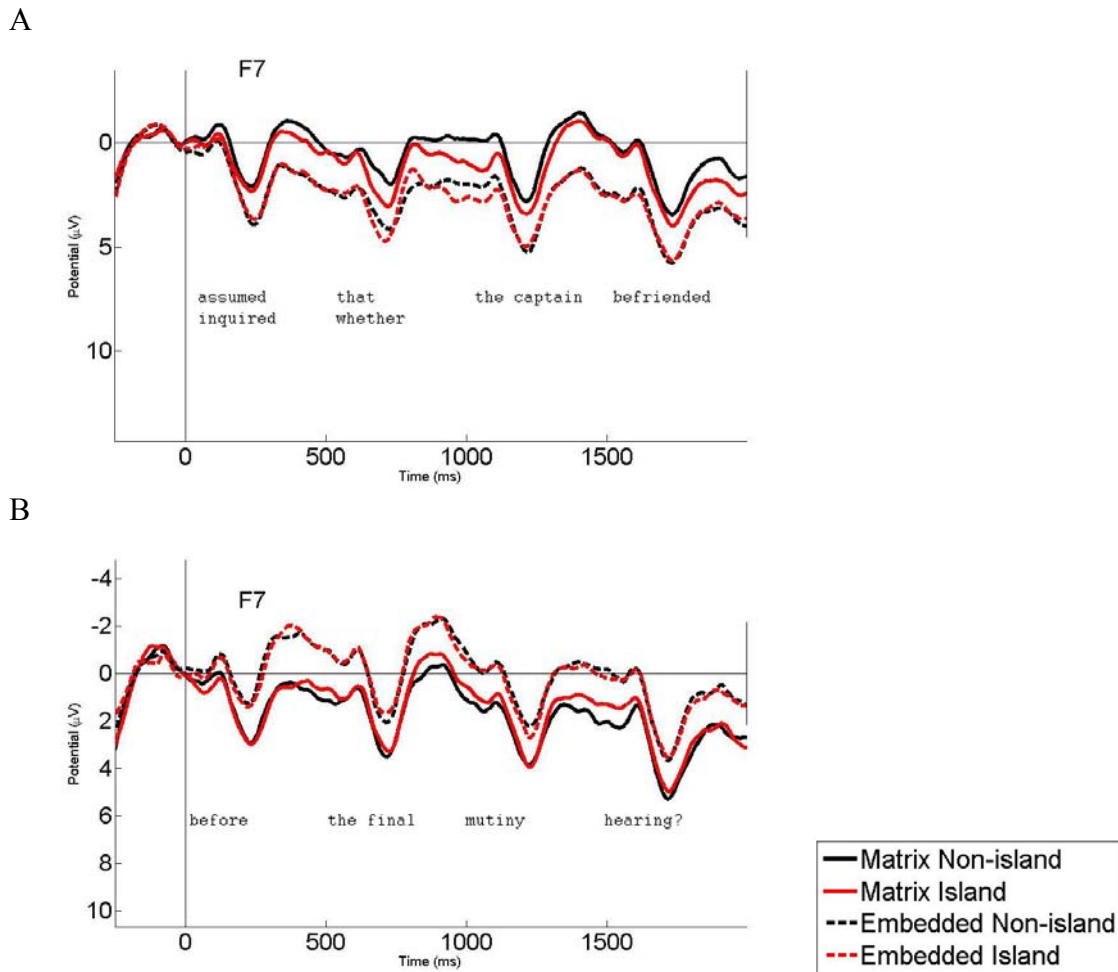 A
F7
0
5
10
Potential (μV)
assumed that the captain befriended
inquired whether
0 500 1000 1500
Time (ms)
B
F7
-4
-2
0
2
4
6
8
10
Potential (μV)
before the final mutiny hearing?
0 500 1000 1500
Time (ms)
Matrix Non-island
Matrix Island
Embedded Non-island
Embedded Island